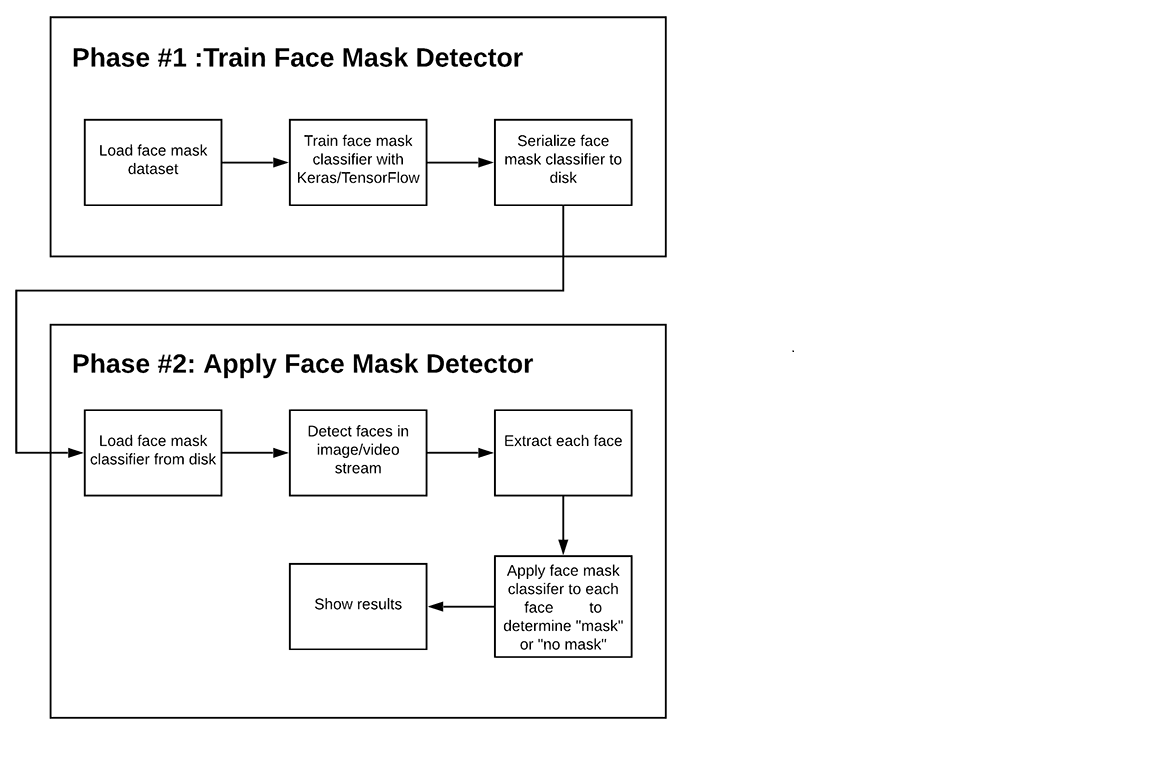 Phase #1 :Train Face Mask Detector
Load face mask
dataset
Train face mask
classifier with
Keras/TensorFlow
Serialize face
mask classifier to
disk
Phase #2: Apply Face Mask Detector
Load face mask
classifier from disk
Detect faces in
image/video
stream
Extract each face
Apply face mask
classifer to each
face to
determine "mask"
or "no mask"
Show results
.